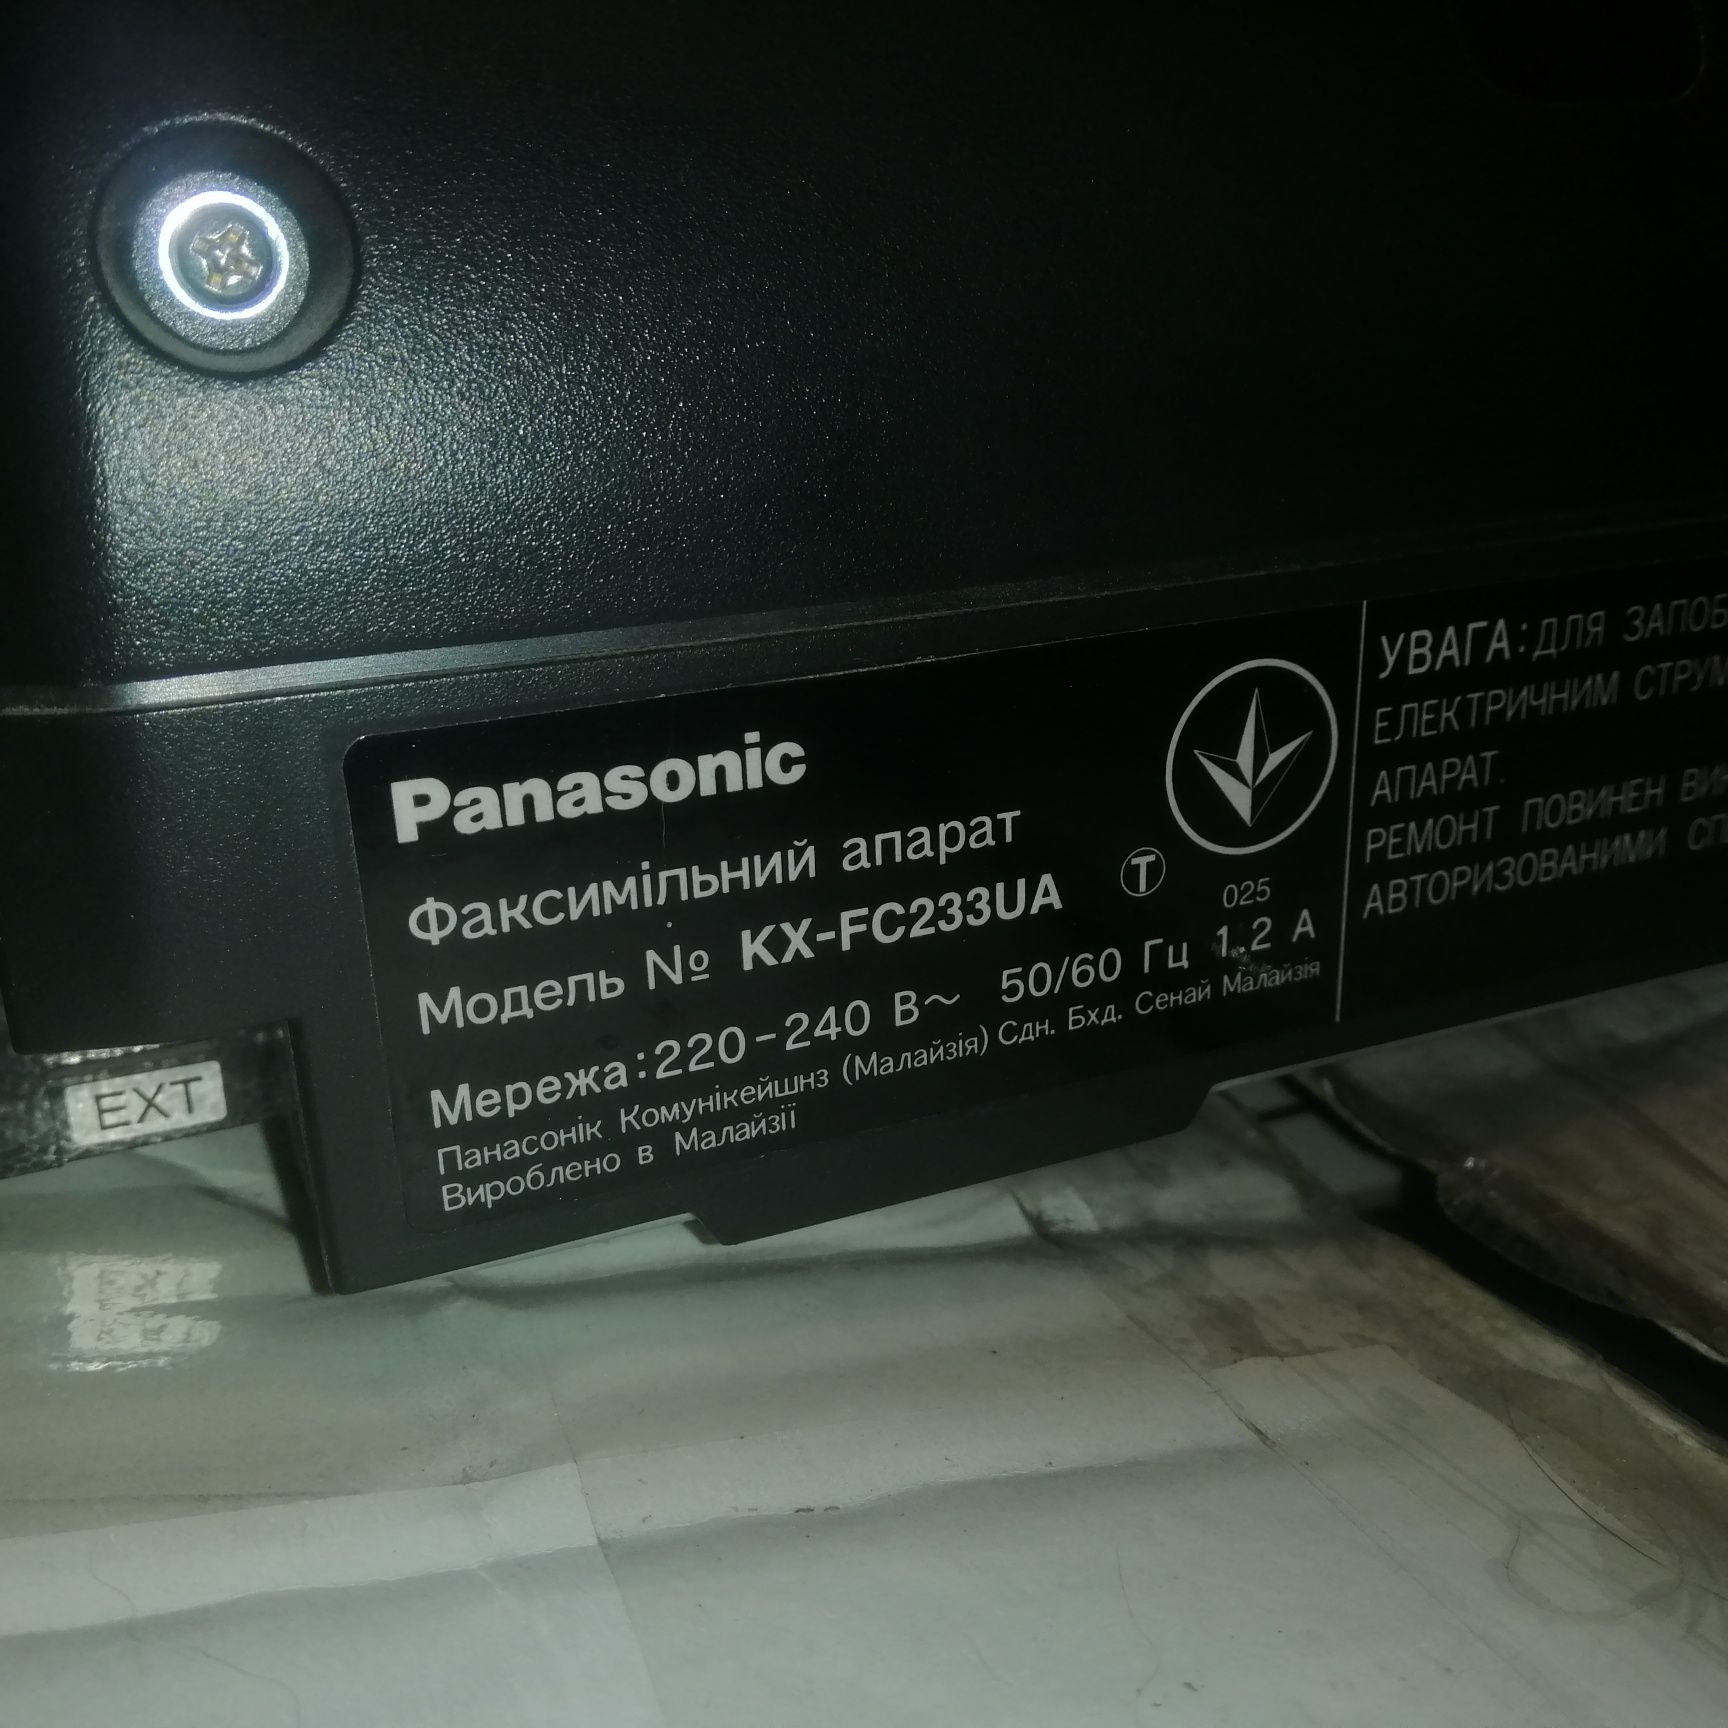 Panasonic
Факсимільний апарат
Модель № KX-FC233UA
T
025
Мережа:220-240 В~ 50/60 Гц 1.2 А
Панасонік Комунікейшнз (Малайзія) Сдн. Бхд. Сенай Малайзія
Вироблено в Малайзії
УВАГА: ДЛЯ
ЕЛЕКТРИЧНИМ
АПАРАТ.
РЕМОНТ ПОВИНЕН
АВТОРИЗОВАНИМИ
EXT